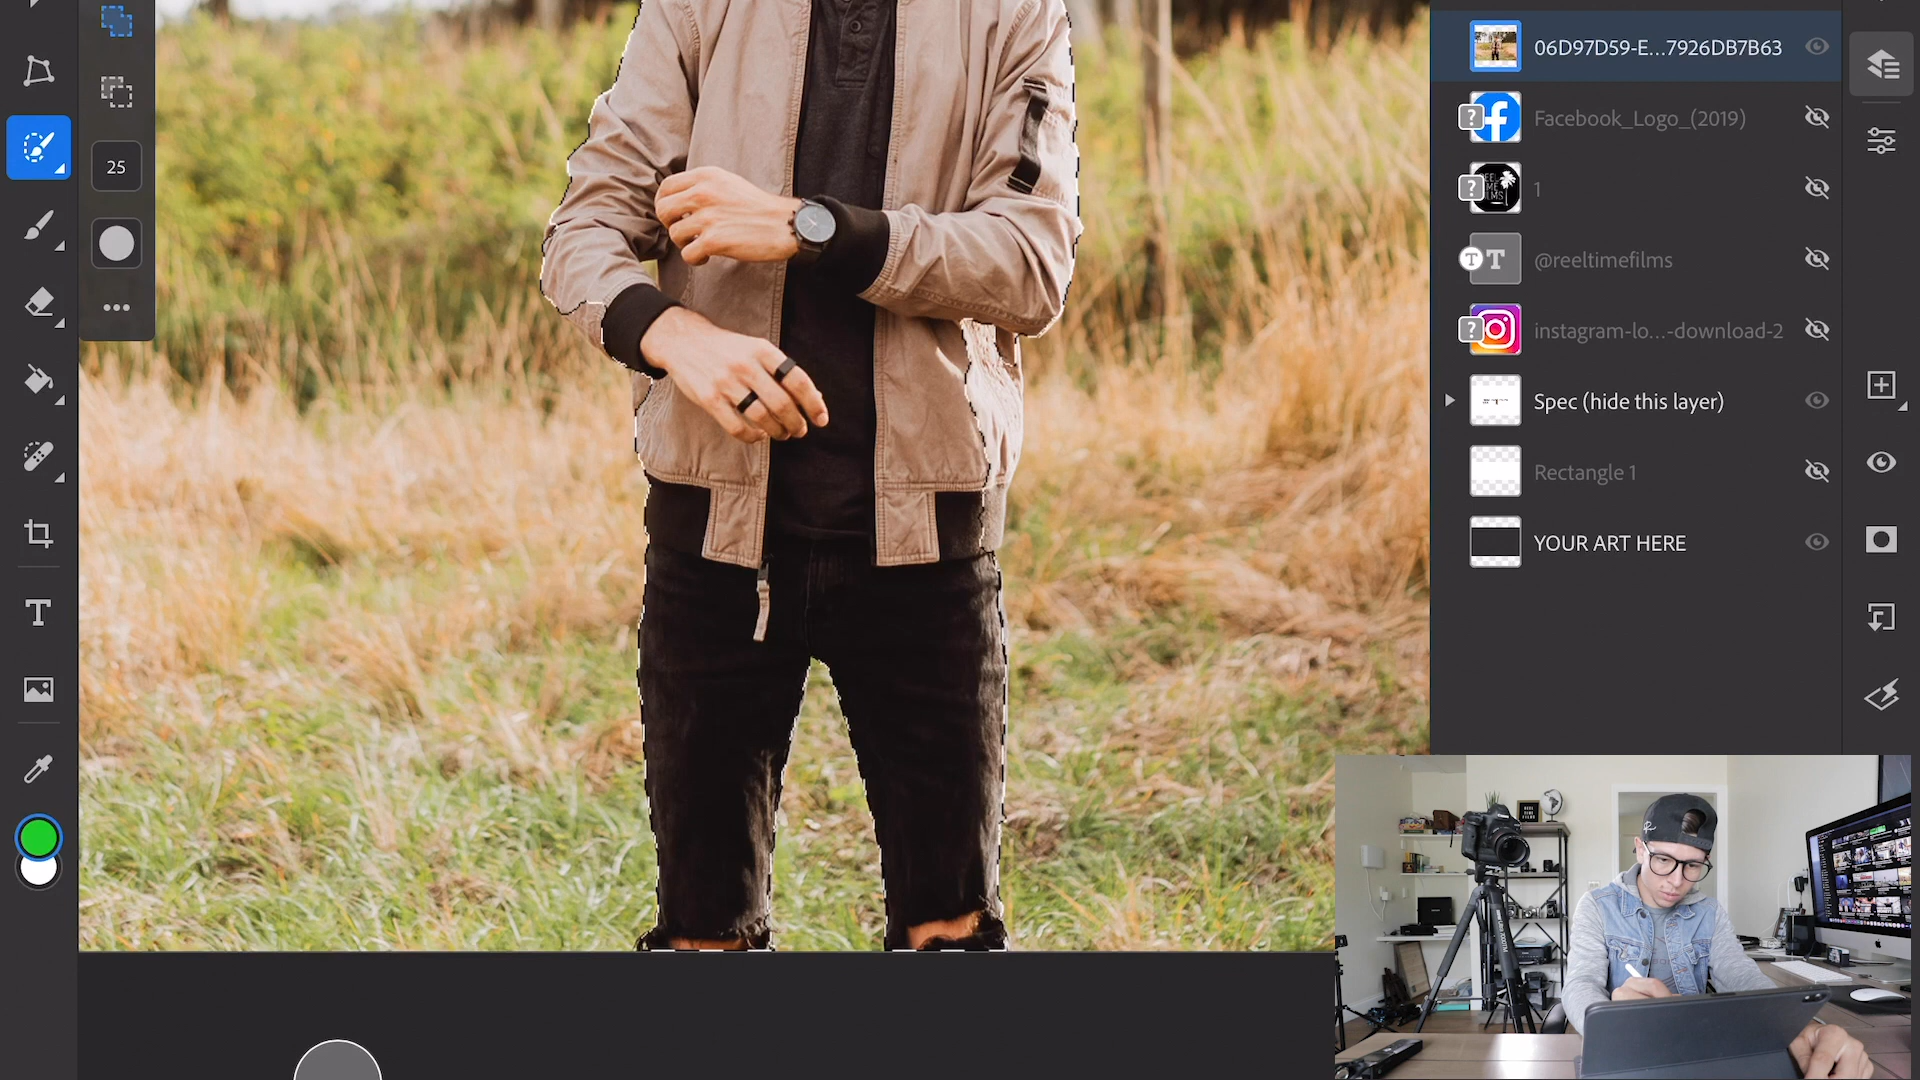 06D97D59-E...7926DB7B63
Facebook_Logo_(2019)
1
@reeltimefilms
instagram-lo...-download-2
Spec (hide this layer)
Rectangle 1
YOUR ART HERE
25
T
T
T
?
?
?